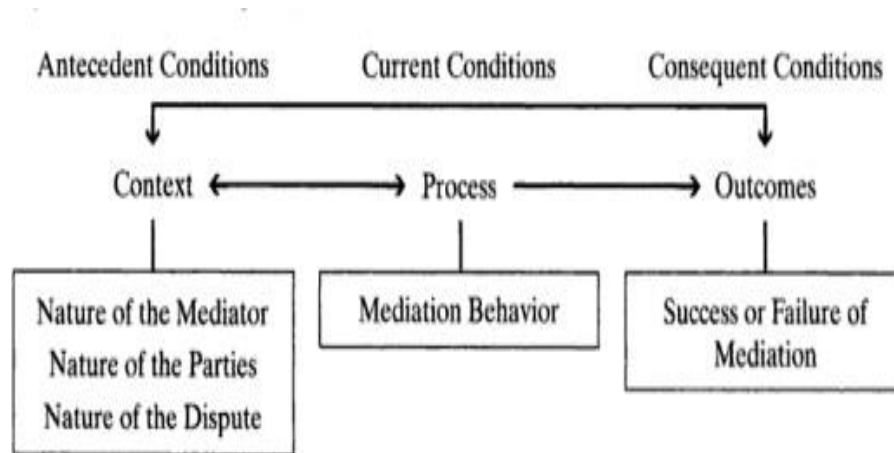 Antecedent Conditions
Current Conditions
Consequent Conditions
Context
Process
Outcomes
Nature of the Mediator
Nature of the Parties
Nature of the Dispute
Mediation Behavior
Success or Failure of
Mediation